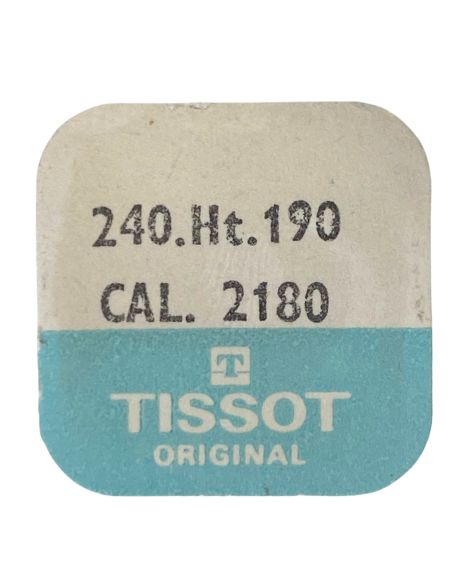 240.Ht.190
CAL. 2180
T
TISSOT
ORIGINAL